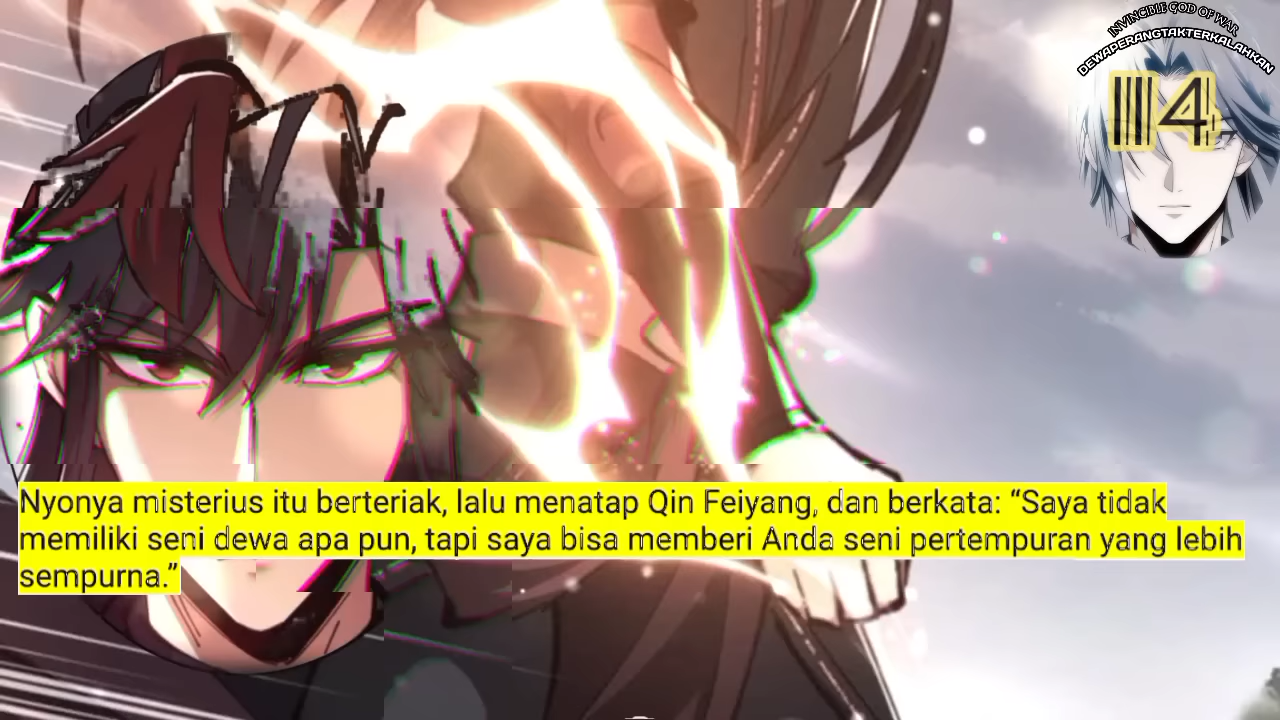 INVINCIBLE GOD OF WAR
DEWAPERANGTAKTERKALAHKAN
4
Nyonya misterius itu berteriak, lalu menatap Qin Feiyang, dan berkata: “Saya tidak
memiliki seni dewa apa pun, tapi saya bisa memberi Anda seni pertempuran yang lebih
sempurna.”